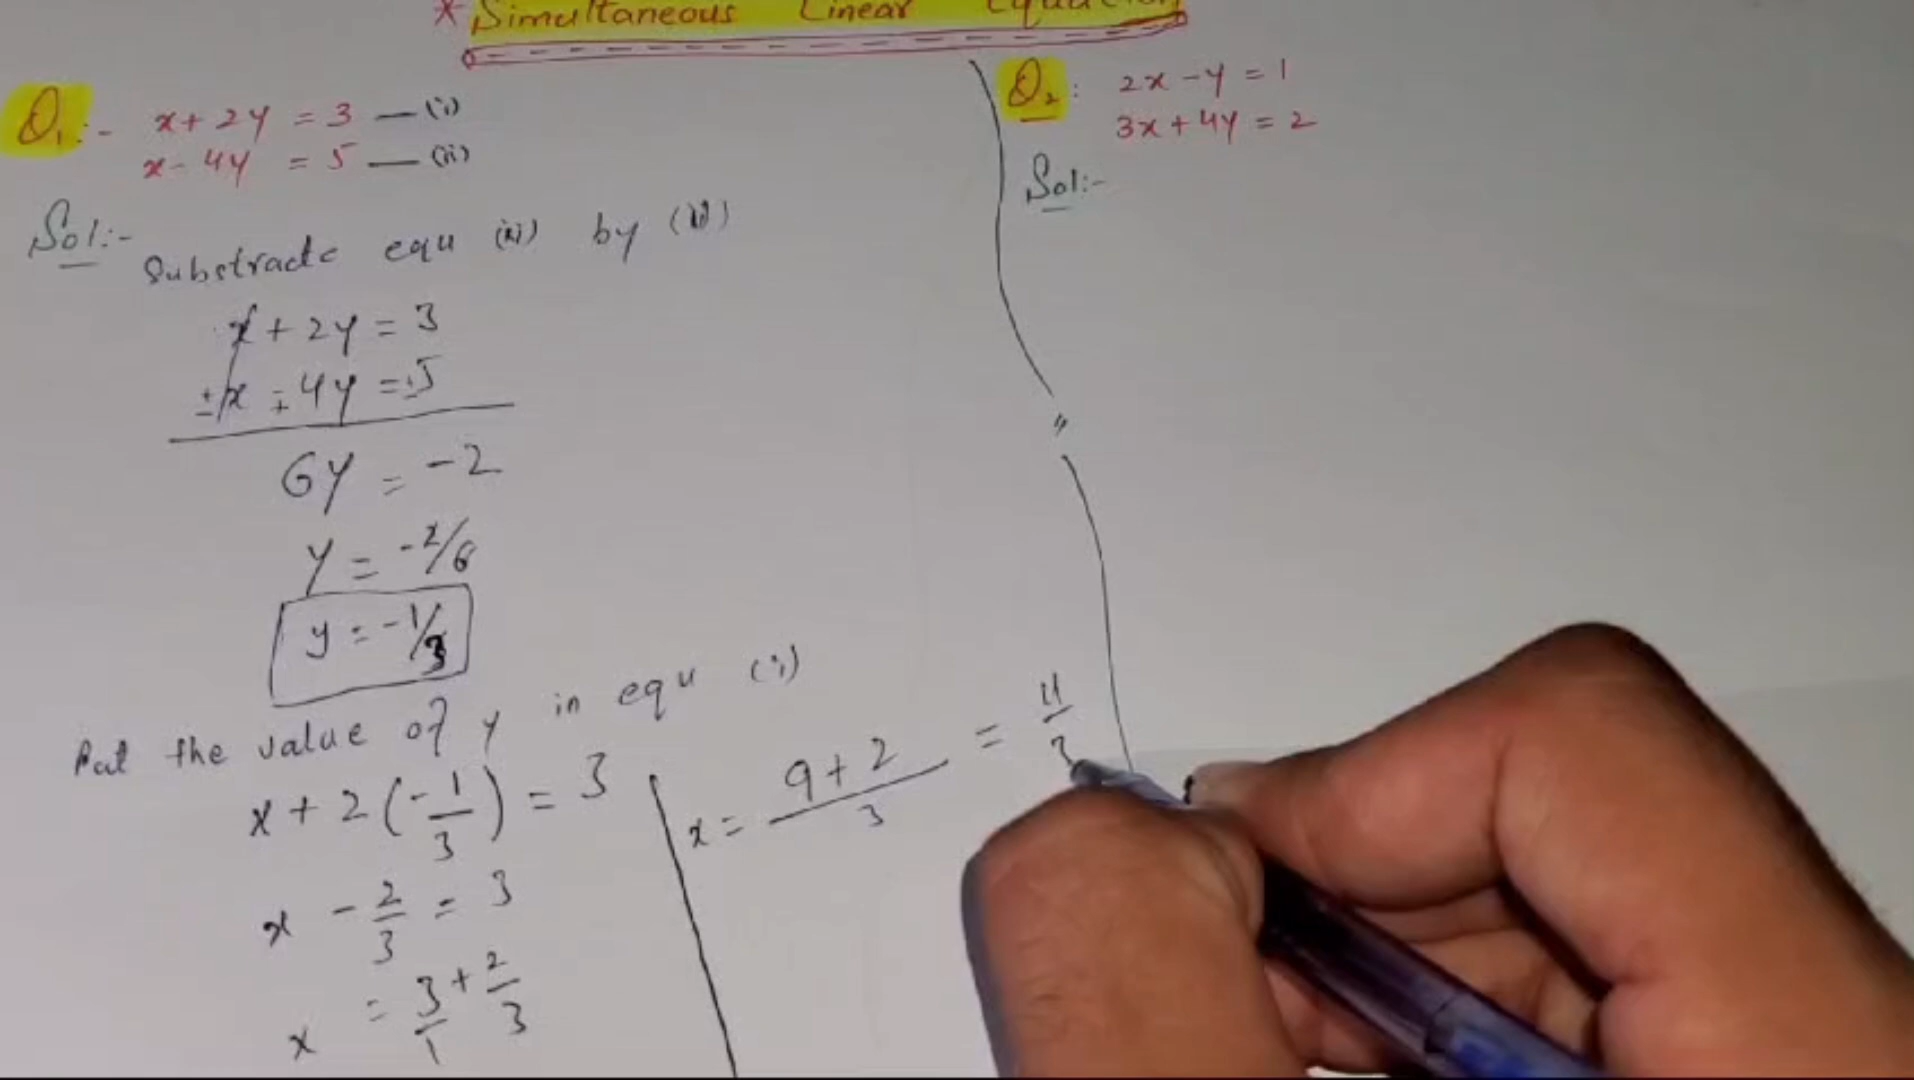 * Simultaneous Linear Equation
Q1:- x + 2y = 3 — (i)
x - 4y = 5 — (ii)
Sol:-
Substracte equ (ii) by (i)
x + 2y = 3
± x ∓ 4y = ± 5
6y = -2
y = -2/6
y = -1/3
Put the value of y in equ (i)
x + 2(-1/3) = 3
x - 2/3 = 3
x = 3/1 + 2/3
x = 9+2/3 = 11/3
Q2: 2x - y = 1
3x + 4y = 2
Sol:-